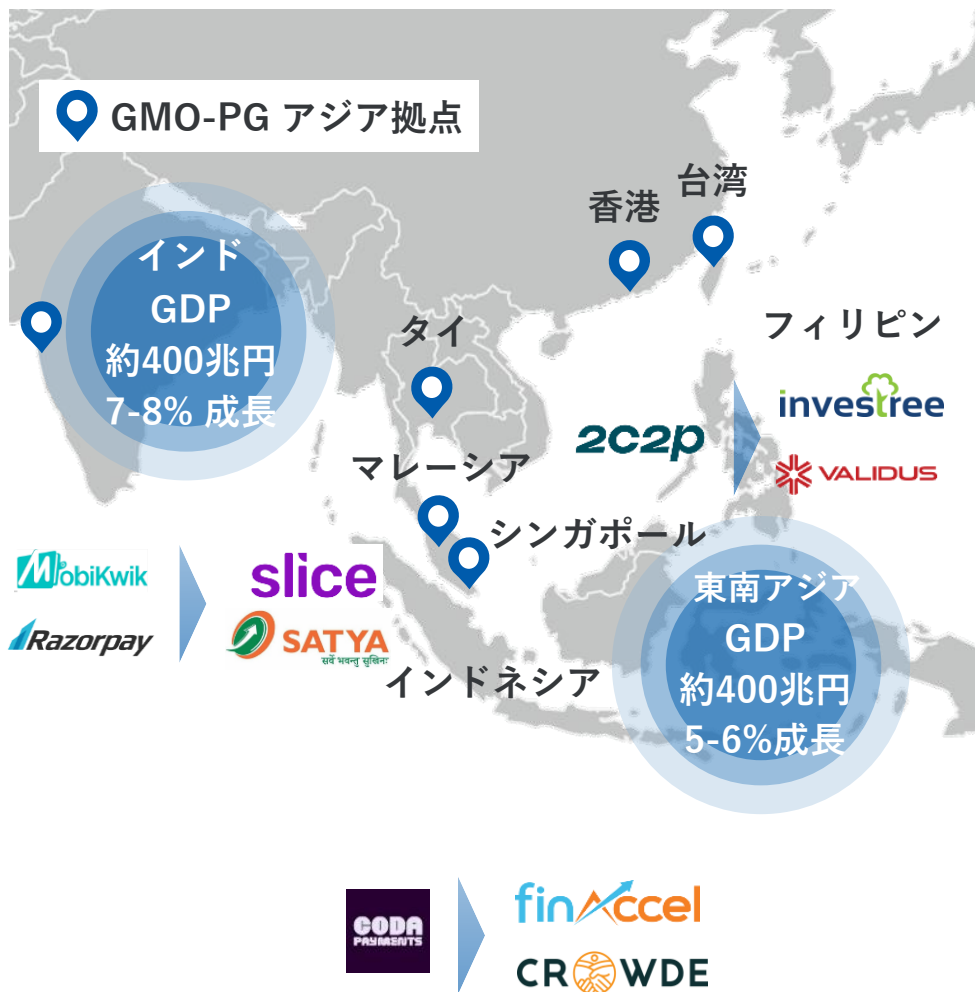 GMO-PG アジア拠点
台湾
香港
インド
GDP
約400兆円
7-8% 成長
タイ
フィリピン
investree
2c2p
VALIDUS
マレーシア
シンガポール
MobiKwik
Razorpay
slice
SATYA
सर्वे भवन्तु सुखिनः
インドネシア
東南アジア
GDP
約400兆円
5-6%成長
CODA
PAYMENTS
finAccel
CROWDE